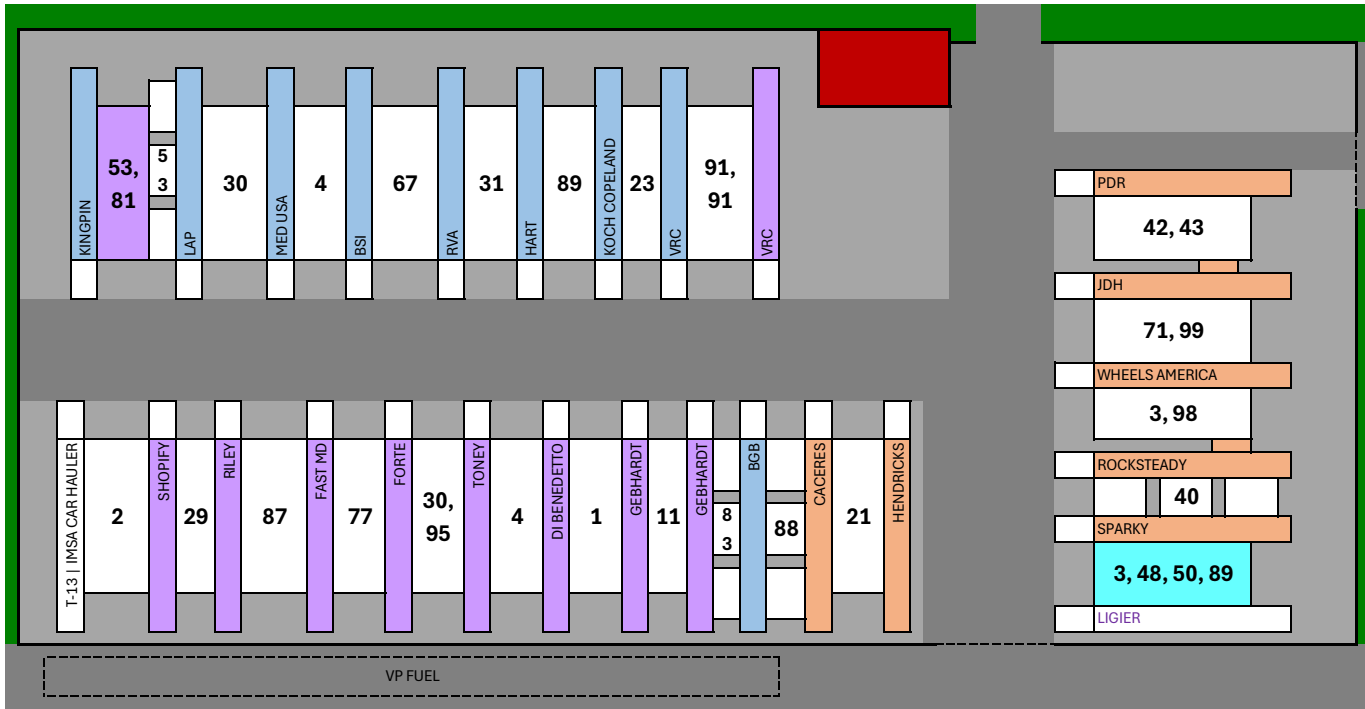 KINGPIN
53,
81
5
3
LAP
30
MED USA
4
BSI
67
RVA
31
HART
89
KOCH COPELAND
23
VRC
91,
91
VRC
PDR
42, 43
JDH
71, 99
WHEELS AMERICA
3, 98
ROCKSTEADY
40
SPARKY
3, 48, 50, 89
LIGIER
T-13 | IMSA CAR HAULER
2
SHOPIFY
29
RILEY
87
FAST MD
77
FORTE
30,
95
TONEY
4
DI BENEDETTO
1
GEBHARDT
11
GEBHARDT
8
3
BGB
88
CACERES
21
HENDRICKS
VP FUEL